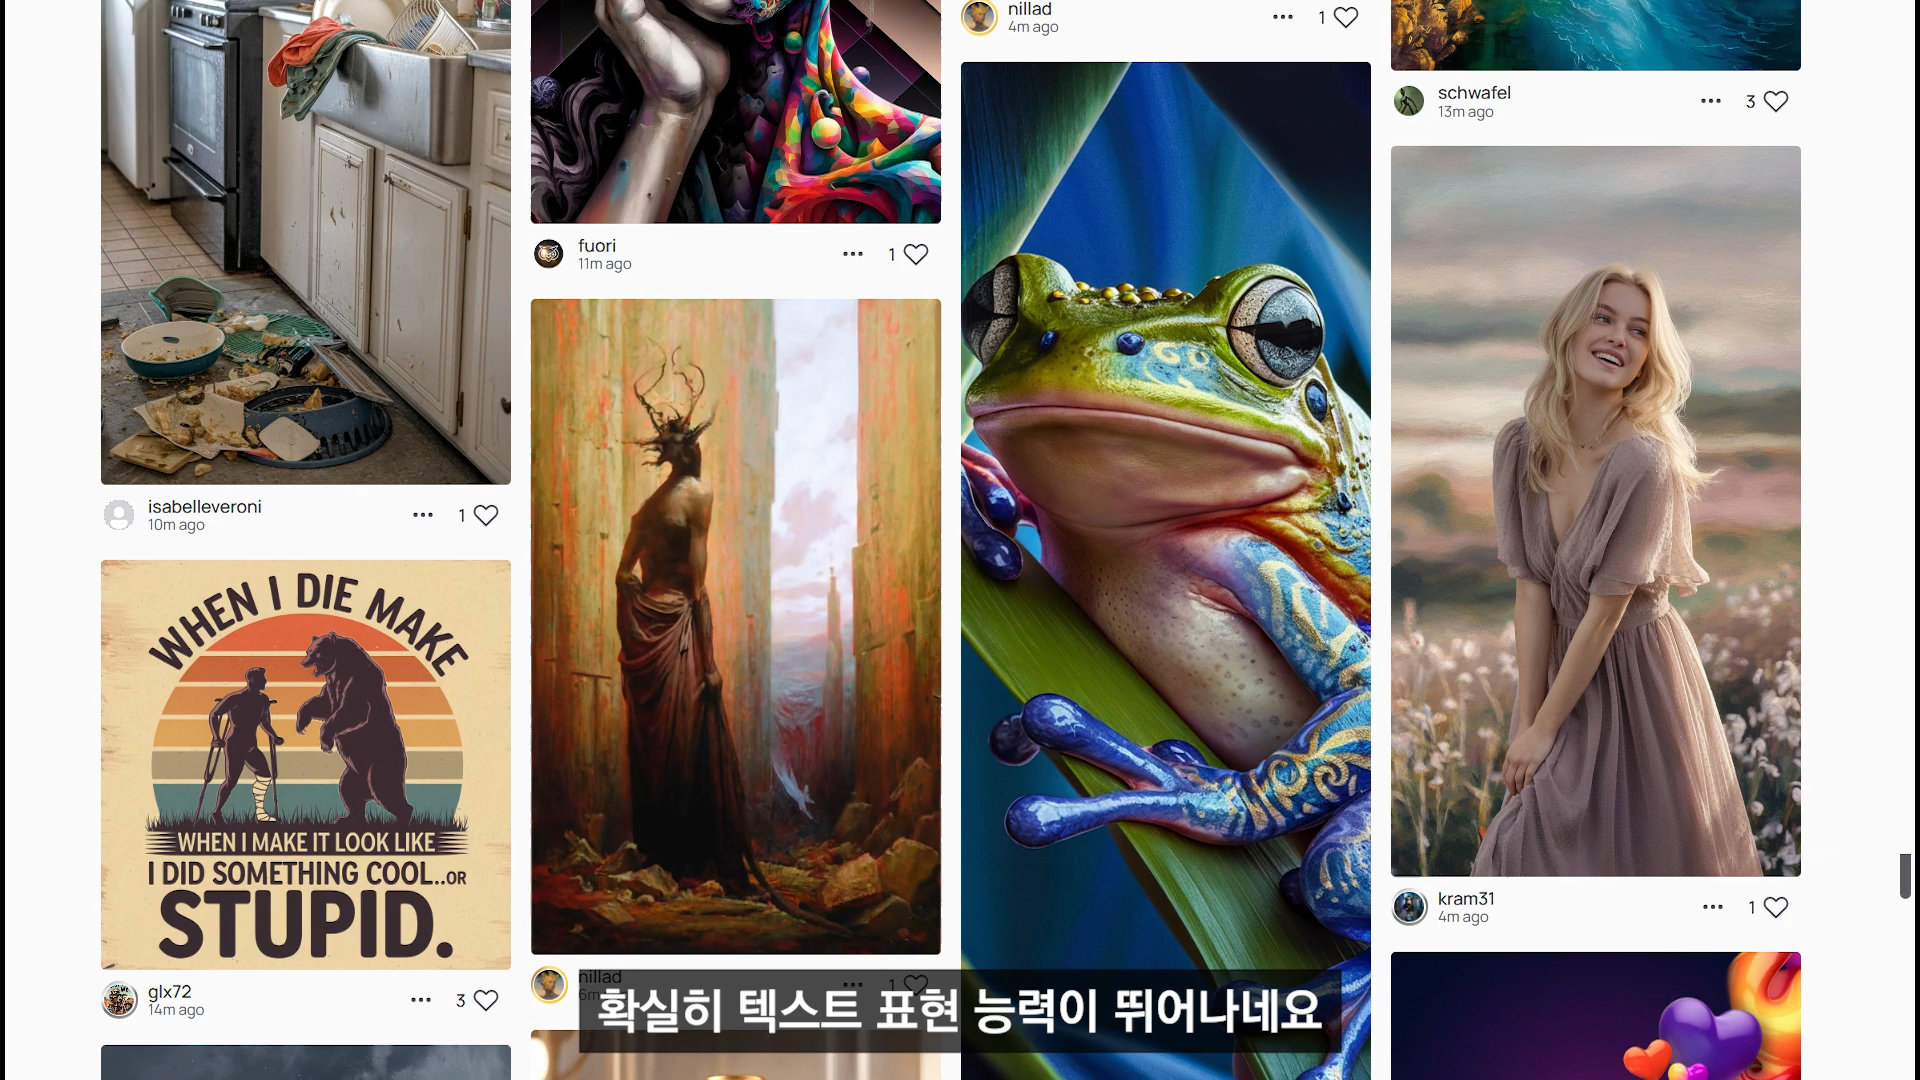 isabelleveroni
10m ago
1
WHEN I DIE MAKE
WHEN I MAKE IT LOOK LIKE
I DID SOMETHING COOL..OR
STUPID.
glx72
14m ago
3
fuori
11m ago
1
nillad
6m
1
nillad
4m ago
1
schwafel
13m ago
3
kram31
4m ago
1
확실히 텍스트 표현 능력이 뛰어나네요